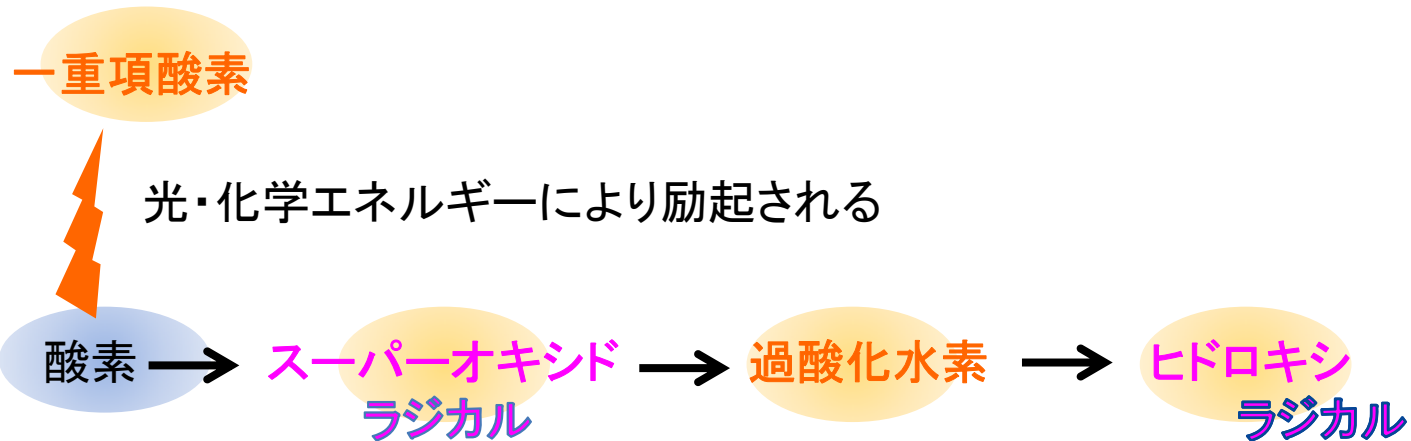 一重項酸素
光・化学エネルギーにより励起される
酸素
スーパーオキシド
ラジカル
過酸化水素
ヒドロキシ
ラジカル